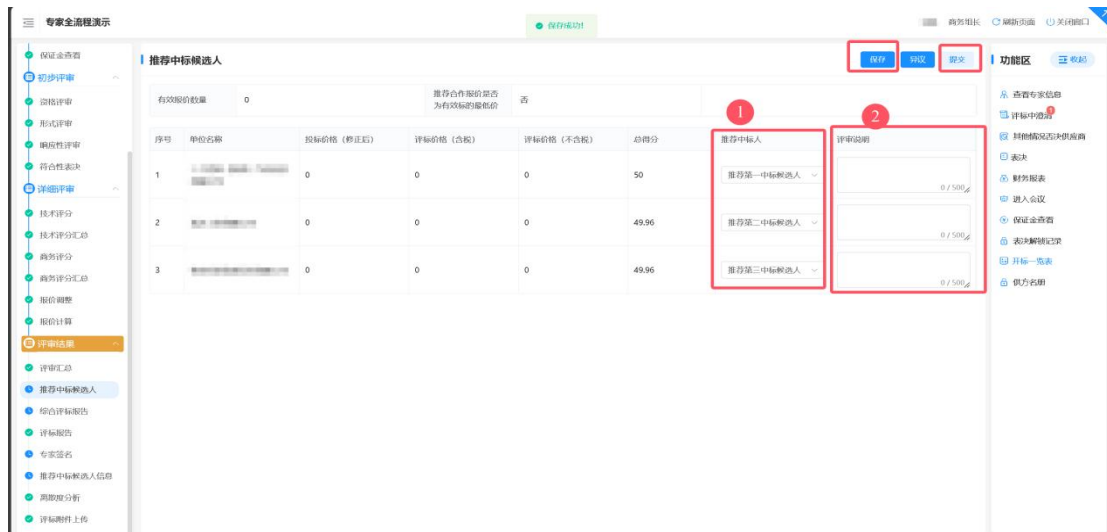 专家全流程演示
保存成功!
商务组长 刷新页面 关闭窗口
保证金查看
初步评审
资格评审
形式评审
响应性评审
符合性表决
详细评审
技术评分
技术评分汇总
商务评分
商务评分汇总
报价调整
报价计算
评审结果
评审汇总
推荐中标候选人
综合评标报告
评标报告
专家签名
推荐中标候选人信息
离散度分析
评标附件上传
推荐中标候选人
保存 异议 提交
有效报价数量 0 推荐合作报价是否为有效标的最低价 否
1 2
序号 单位名称 投标价格（修正后） 评标价格（含税） 评标价格（不含税） 总得分 推荐中标人 评审说明
1 0 0 0 50 推荐第一中标候选人 0 / 500
2 0 0 0 49.96 推荐第二中标候选人 0 / 500
3 0 0 0 49.96 推荐第三中标候选人 0 / 500
功能区 收起
查看专家信息
评标中澄清
其他情况否决供应商
表决
财务报表
进入会议
保证金查看
表决解锁记录
开标一览表
供方名册